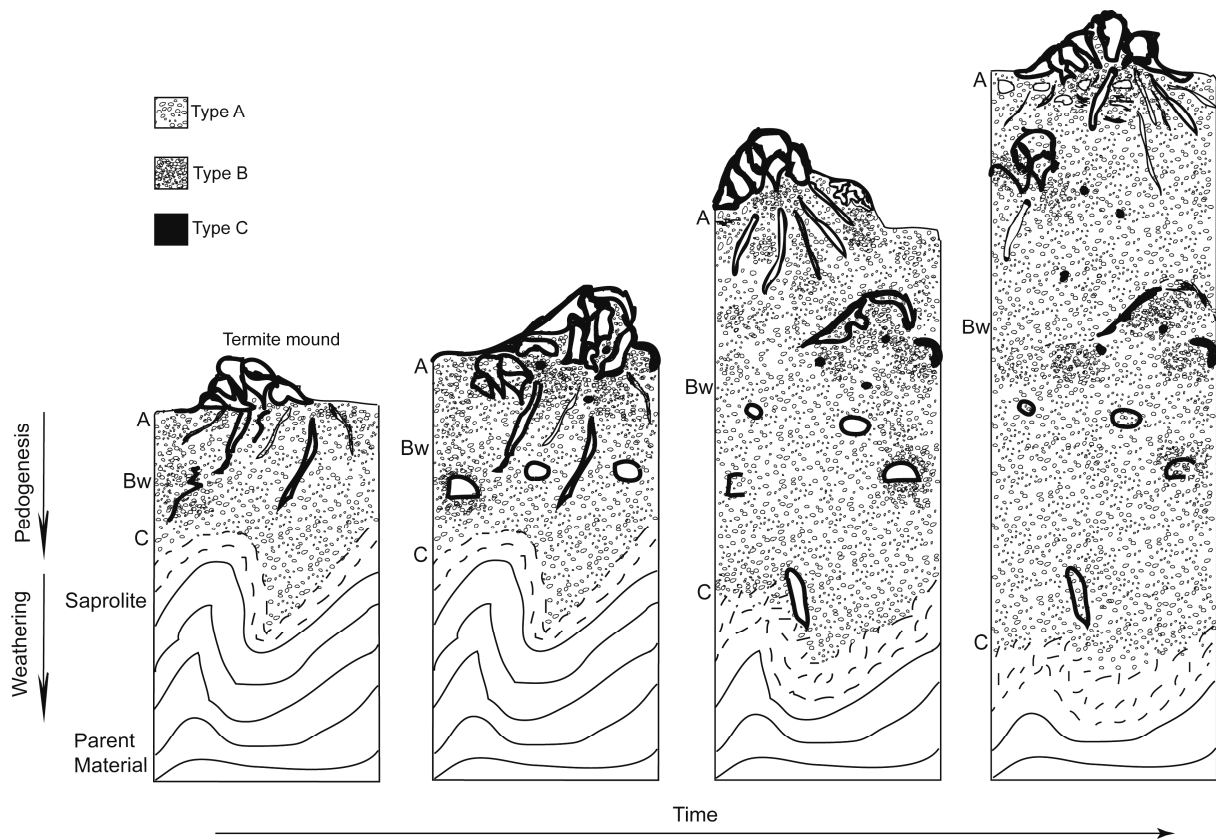 Type A
Type B
Type C
Termite mound
A
Bw
C
Saprolite
Parent
Material
Pedogenesis
Weathering
A
Bw
C
A
Bw
C
A
Bw
C
Time